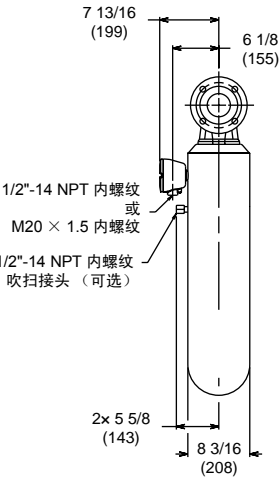 7 13/16
(199)
6 1/8
(155)
1/2"-14 NPT 内螺纹
或
M20 × 1.5 内螺纹
1/2"-14 NPT 内螺纹
吹扫接头 （可选）
2× 5 5/8
(143)
8 3/16
(208)